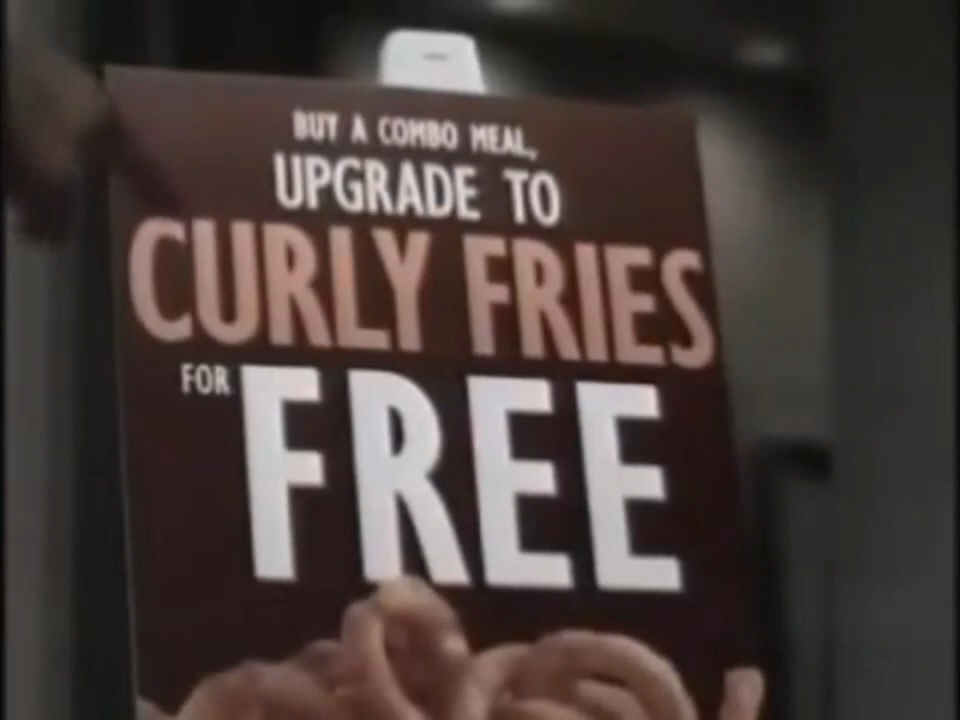 BUY A COMBO MEAL,
UPGRADE TO
CURLY FRIES
FOR FREE